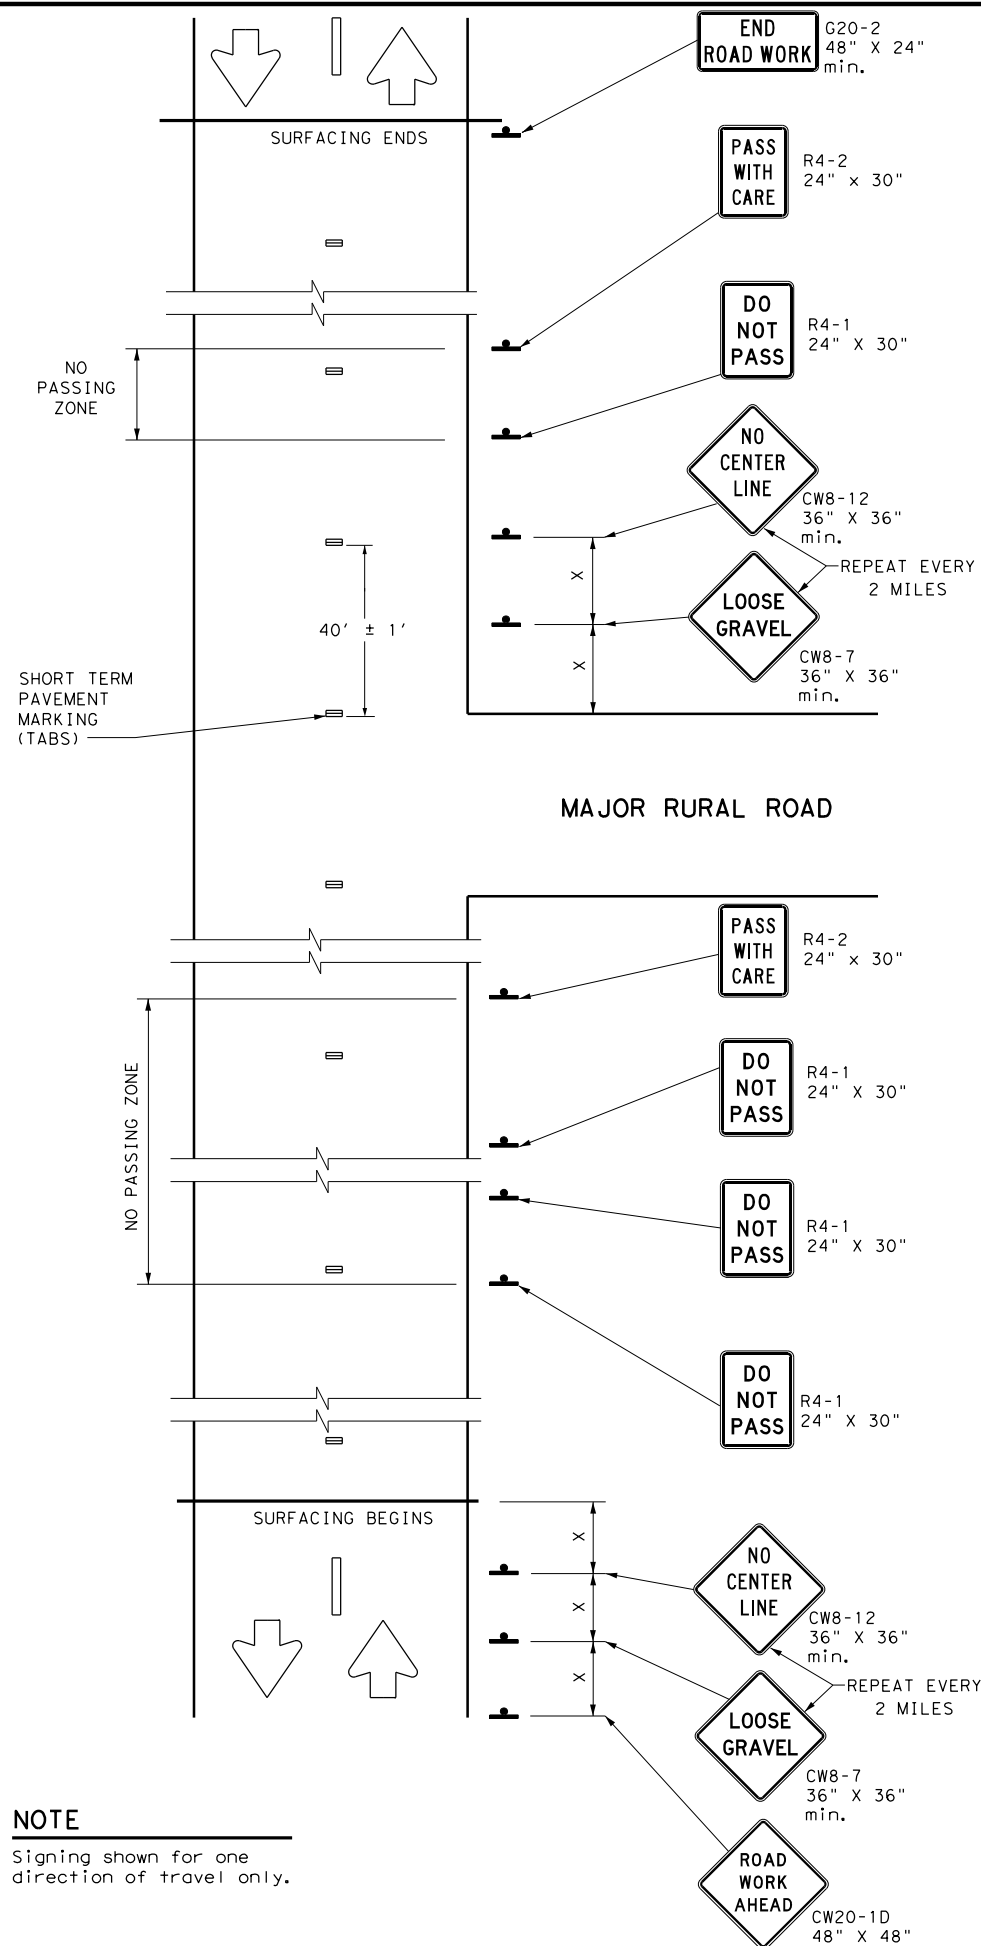 END
ROAD WORK
G20-2
48" X 24"
min.
SURFACING ENDS
PASS
WITH
CARE
R4-2
24" x 30"
DO
NOT
PASS
R4-1
24" X 30"
NO
PASSING
ZONE
NO
CENTER
LINE
CW8-12
36" X 36"
min.
REPEAT EVERY
2 MILES
X
40' ± 1'
LOOSE
GRAVEL
CW8-7
36" X 36"
min.
X
SHORT TERM
PAVEMENT
MARKING
(TABS)
MAJOR RURAL ROAD
PASS
WITH
CARE
R4-2
24" x 30"
NO PASSING ZONE
DO
NOT
PASS
R4-1
24" X 30"
DO
NOT
PASS
R4-1
24" X 30"
DO
NOT
PASS
R4-1
24" X 30"
SURFACING BEGINS
X
X
X
NO
CENTER
LINE
CW8-12
36" X 36"
min.
REPEAT EVERY
2 MILES
LOOSE
GRAVEL
CW8-7
36" X 36"
min.
ROAD
WORK
AHEAD
CW20-1D
48" X 48"
NOTE
Signing shown for one
direction of travel only.